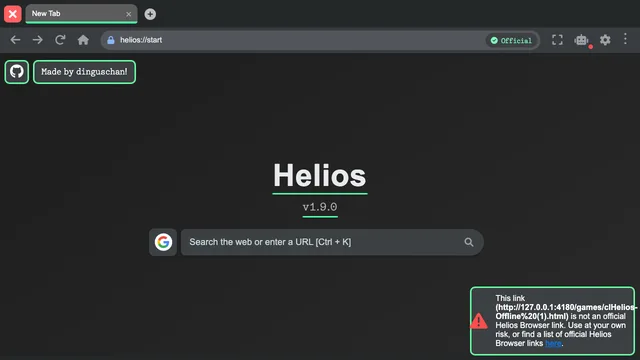 New Tab
helios://start
Official
Made by dinguschan!
Helios
v1.9.0
Search the web or enter a URL [Ctrl + K]
This link
(http://127.0.0.1:4180/games/clHelios-
Offline%20(1).html) is not an official
Helios Browser link. Use at your own
risk, or find a list of official Helios
Browser links here.